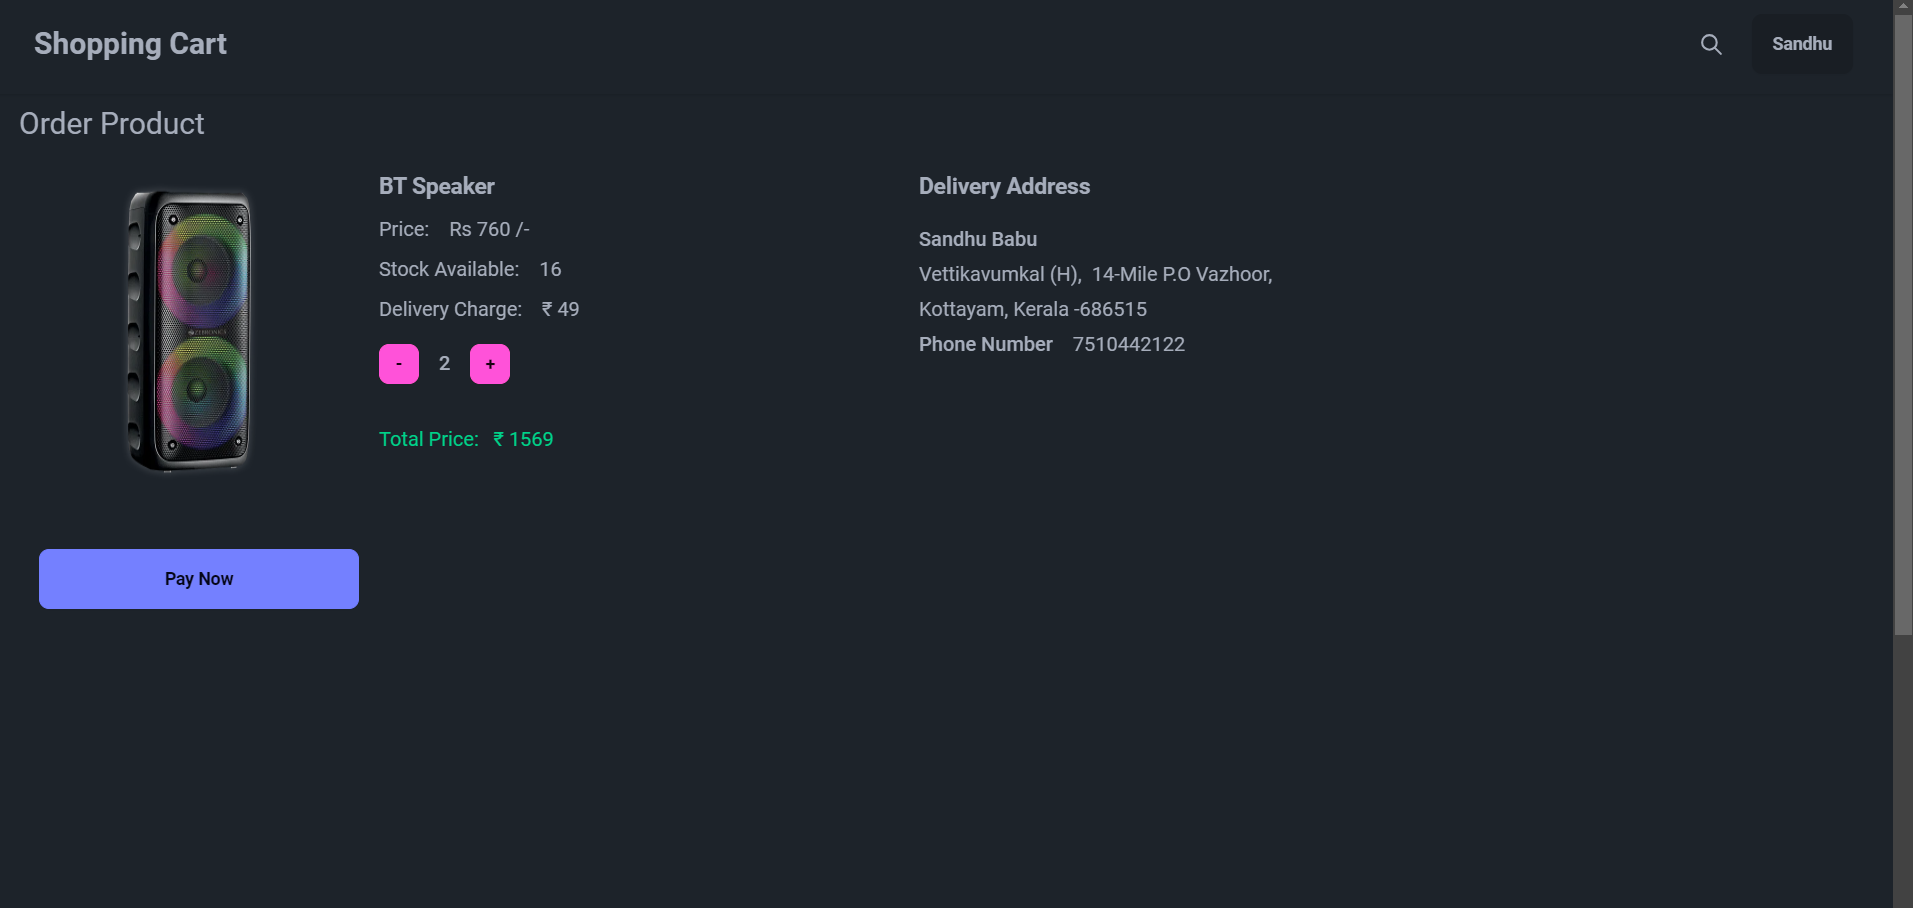 Shopping Cart
Sandhu
Order Product
BT Speaker
Price: Rs 760 /-
Stock Available: 16
Delivery Charge: ₹ 49
- 2 +
Total Price: ₹ 1569
Delivery Address
Sandhu Babu
Vettikavumkal (H), 14-Mile P.O Vazhoor,
Kottayam, Kerala -686515
Phone Number 7510442122
ZEBRONICS
Pay Now